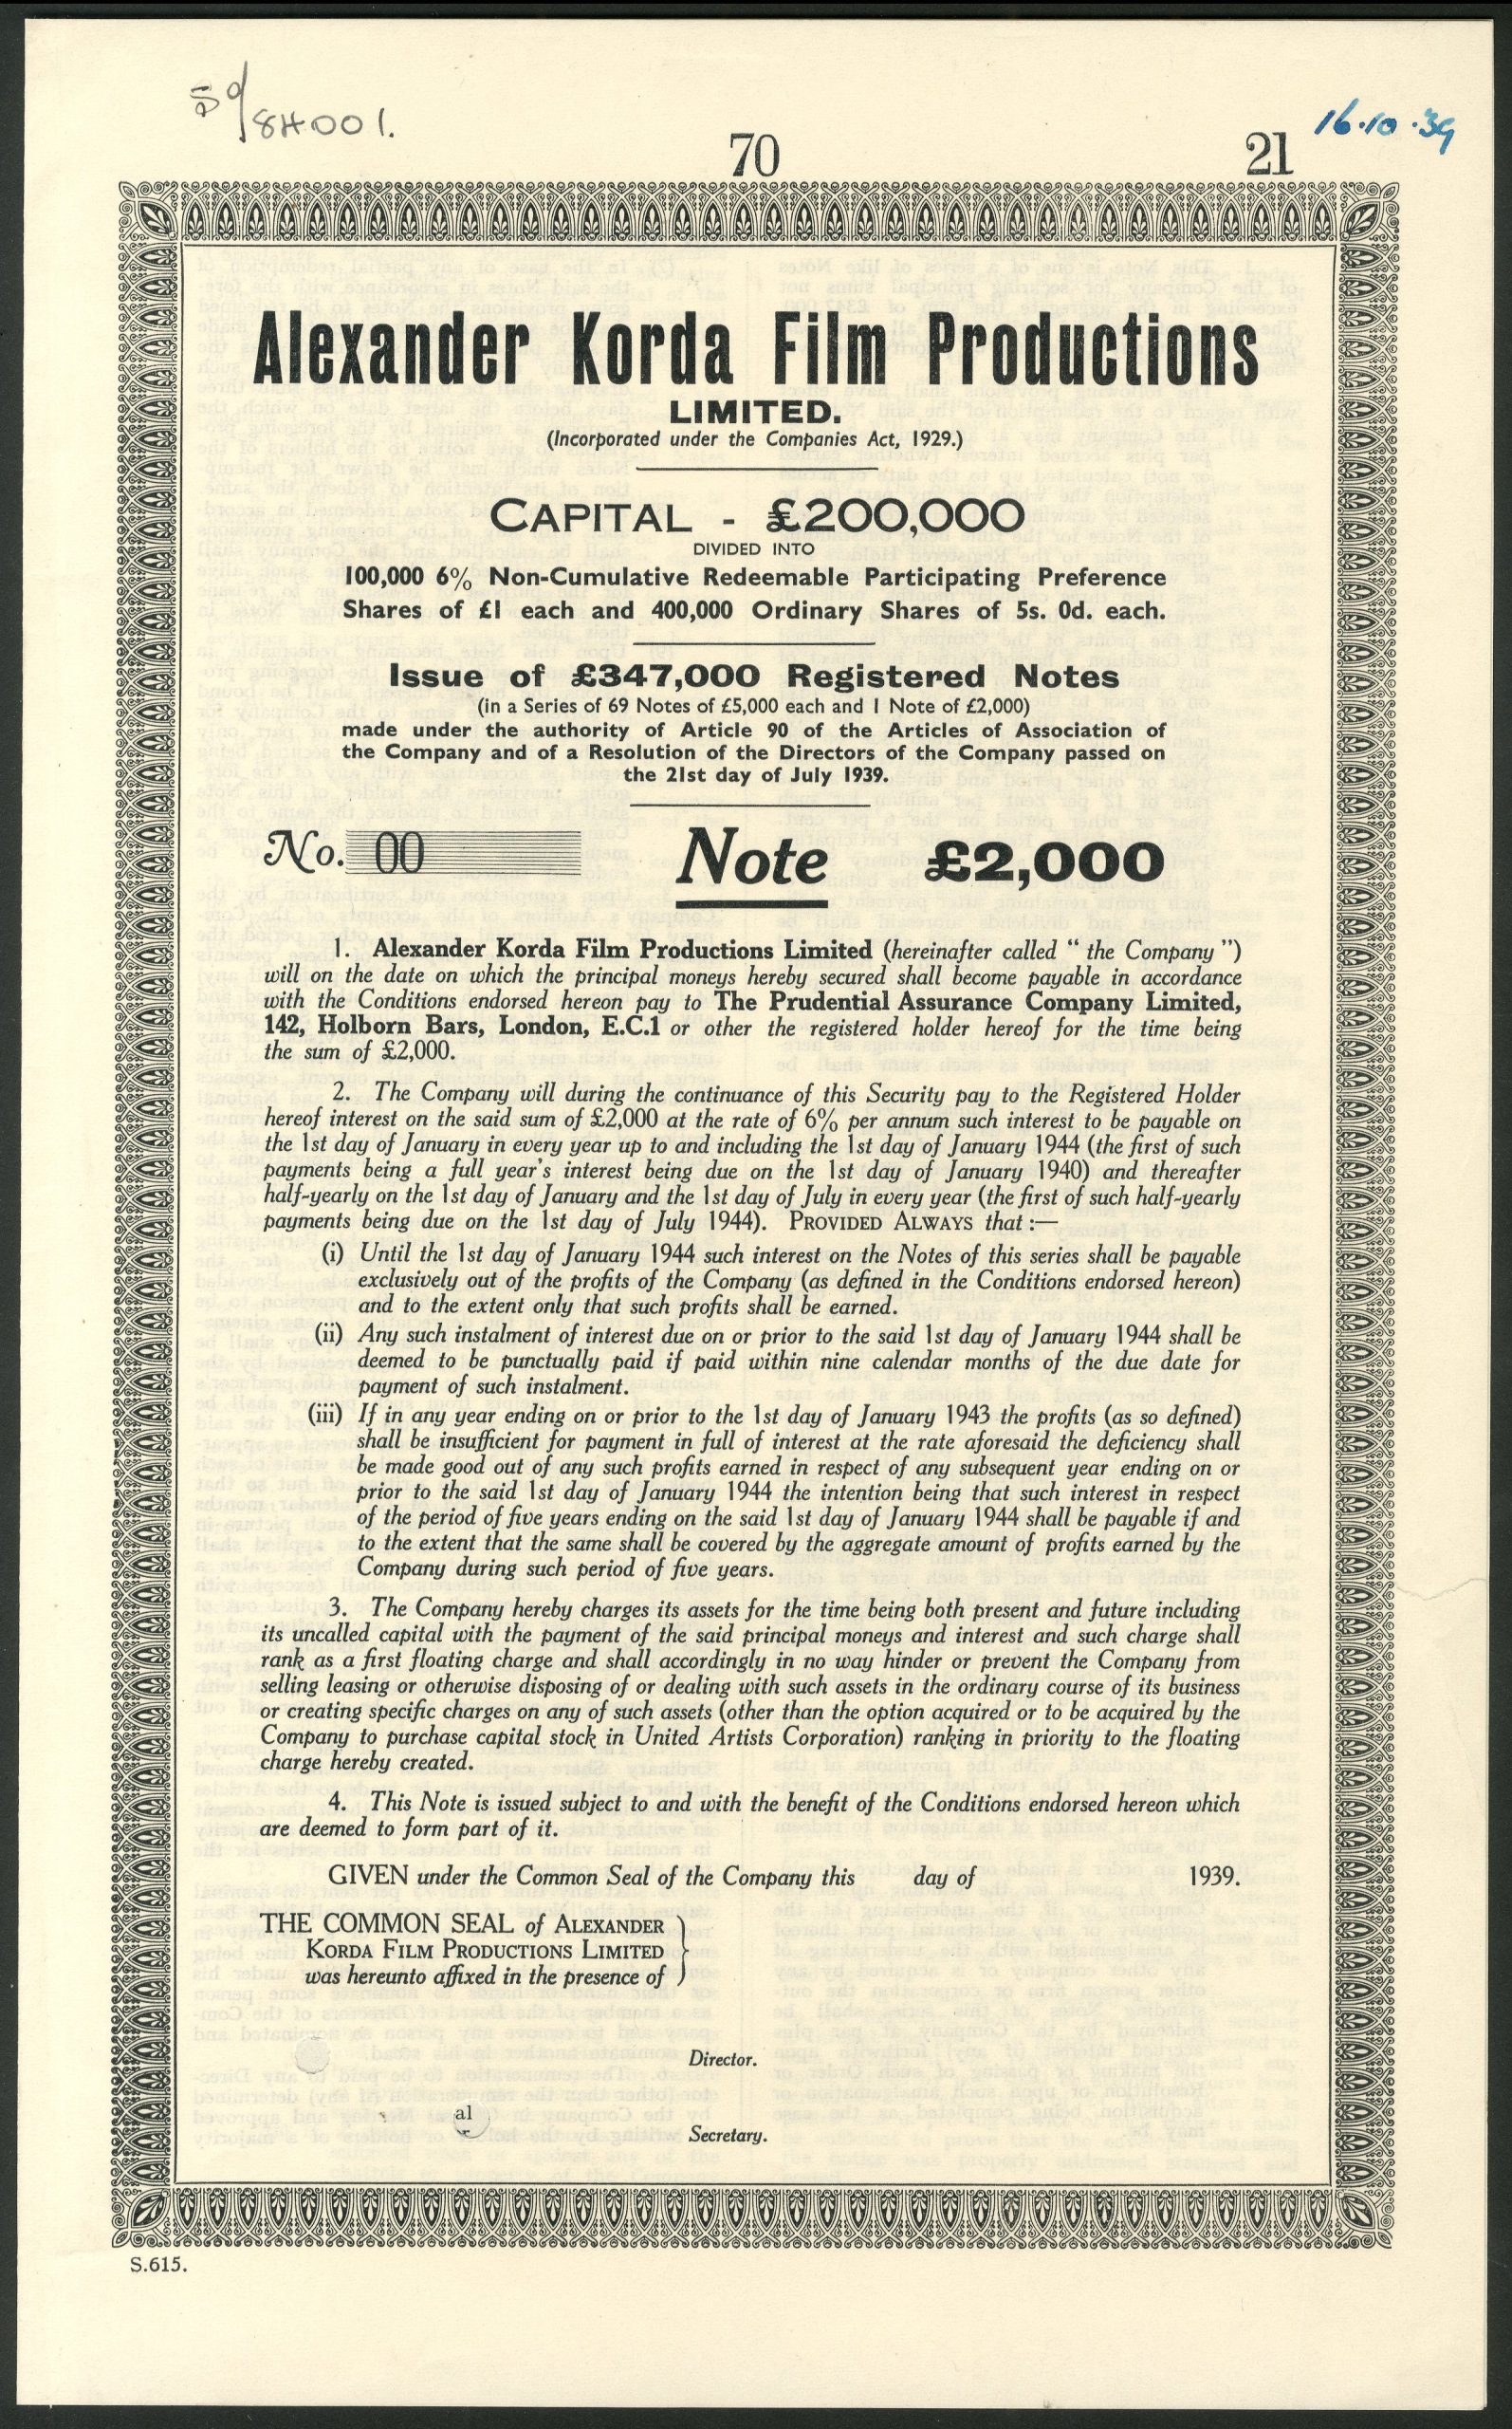 59/8H001.
16.10.39
70
21
Alexander Korda Film Productions
LIMITED.
(Incorporated under the Companies Act, 1929.)
CAPITAL - £200,000
DIVIDED INTO
100,000 6% Non-Cumulative Redeemable Participating Preference
Shares of £1 each and 400,000 Ordinary Shares of 5s. 0d. each.
Issue of £347,000 Registered Notes
(in a Series of 69 Notes of £5,000 each and 1 Note of £2,000)
made under the authority of Article 90 of the Articles of Association of
the Company and of a Resolution of the Directors of the Company passed on
the 21st day of July 1939.
No. 00 Note £2,000
1. Alexander Korda Film Productions Limited (hereinafter called “ the Company ”)
will on the date on which the principal moneys hereby secured shall become payable in accordance
with the Conditions endorsed hereon pay to The Prudential Assurance Company Limited,
142, Holborn Bars, London, E.C.1 or other the registered holder hereof for the time being
the sum of £2,000.
2. The Company will during the continuance of this Security pay to the Registered Holder
hereof interest on the said sum of £2,000 at the rate of 6% per annum such interest to be payable on
the 1st day of January in every year up to and including the 1st day of January 1944 (the first of such
payments being a full year's interest being due on the 1st day of January 1940) and thereafter
half-yearly on the 1st day of January and the 1st day of July in every year (the first of such half-yearly
payments being due on the 1st day of July 1944). PROVIDED ALWAYS that :—
(i) Until the 1st day of January 1944 such interest on the Notes of this series shall be payable
exclusively out of the profits of the Company (as defined in the Conditions endorsed hereon)
and to the extent only that such profits shall be earned.
(ii) Any such instalment of interest due on or prior to the said 1st day of January 1944 shall be
deemed to be punctually paid if paid within nine calendar months of the due date for
payment of such instalment.
(iii) If in any year ending on or prior to the 1st day of January 1943 the profits (as so defined)
shall be insufficient for payment in full of interest at the rate aforesaid the deficiency shall
be made good out of any such profits earned in respect of any subsequent year ending on or
prior to the said 1st day of January 1944 the intention being that such interest in respect
of the period of five years ending on the said 1st day of January 1944 shall be payable if and
to the extent that the same shall be covered by the aggregate amount of profits earned by the
Company during such period of five years.
3. The Company hereby charges its assets for the time being both present and future including
its uncalled capital with the payment of the said principal moneys and interest and such charge shall
rank as a first floating charge and shall accordingly in no way hinder or prevent the Company from
selling leasing or otherwise disposing of or dealing with such assets in the ordinary course of its business
or creating specific charges on any of such assets (other than the option acquired or to be acquired by the
Company to purchase capital stock in United Artists Corporation) ranking in priority to the floating
charge hereby created.
4. This Note is issued subject to and with the benefit of the Conditions endorsed hereon which
are deemed to form part of it.
GIVEN under the Common Seal of the Company this day of 1939.
THE COMMON SEAL of ALEXANDER
KORDA FILM PRODUCTIONS LIMITED
was hereunto affixed in the presence of
Director.
al
Secretary.
S.615.